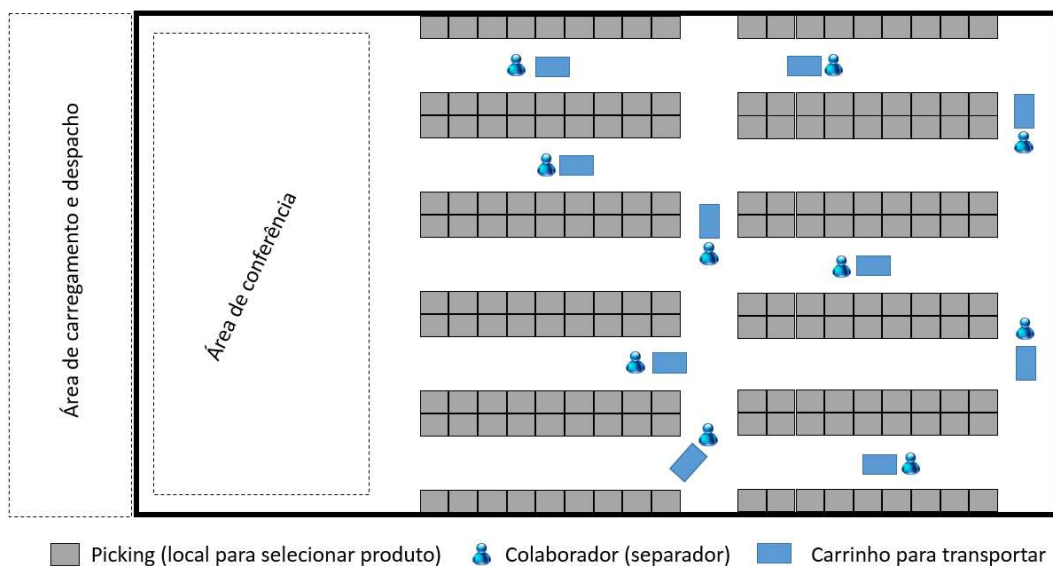 Área de carregamento e despacho
Área de conferência
Picking (local para selecionar produto)
Colaborador (separador)
Carrinho para transportar